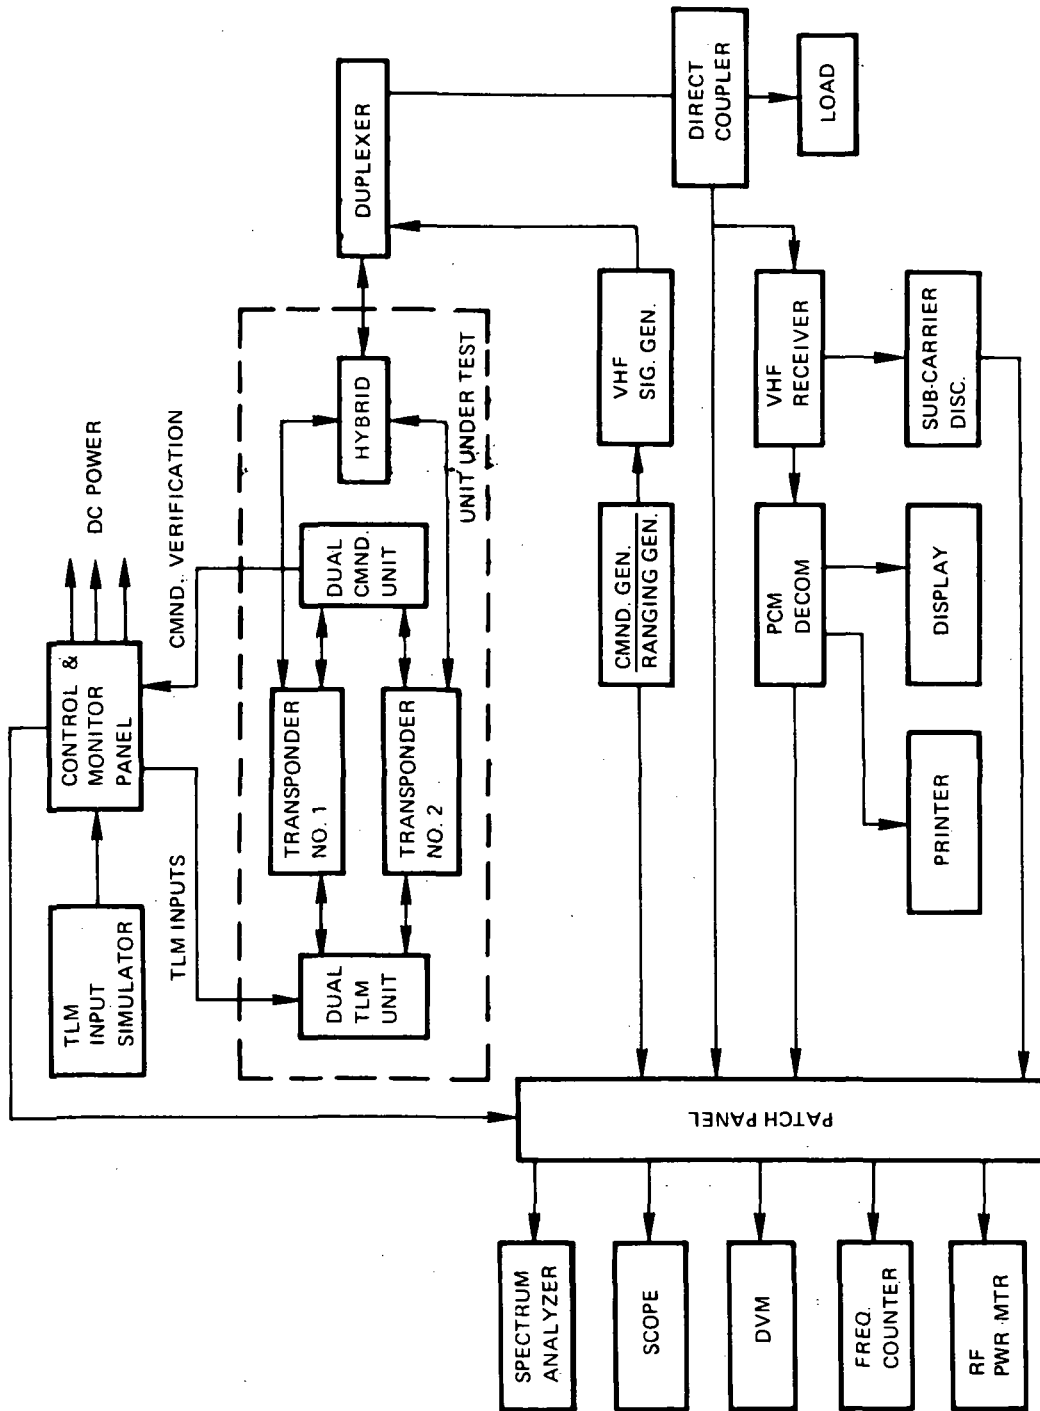 TLM
INPUT
SIMULATOR
CONTROL &
MONITOR
PANEL
DC POWER
TLM INPUTS
CMND. VERIFICATION
DUAL
TLM
UNIT
TRANSPONDER
NO. 1
TRANSPONDER
NO. 2
DUAL
CMND.
UNIT
HYBRID
UNIT UNDER TEST
DUPLEXER
SPECTRUM
ANALYZER
SCOPE
DVM
FREQ.
COUNTER
RF
PWR MTR
PATCH PANEL
CMND. GEN.
RANGING GEN.
VHF
SIG. GEN.
PCM
DECOM
VHF
RECEIVER
DIRECT
COUPLER
LOAD
PRINTER
DISPLAY
SUB-CARRIER
DISC.